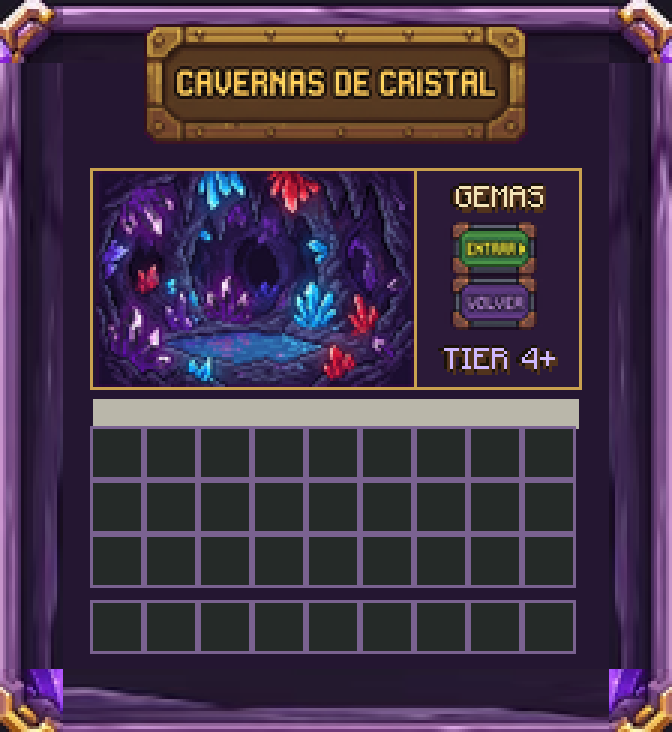 CAVERNAS DE CRISTAL
GEMAS
ENTRAR
VOLVER
TIER 4+